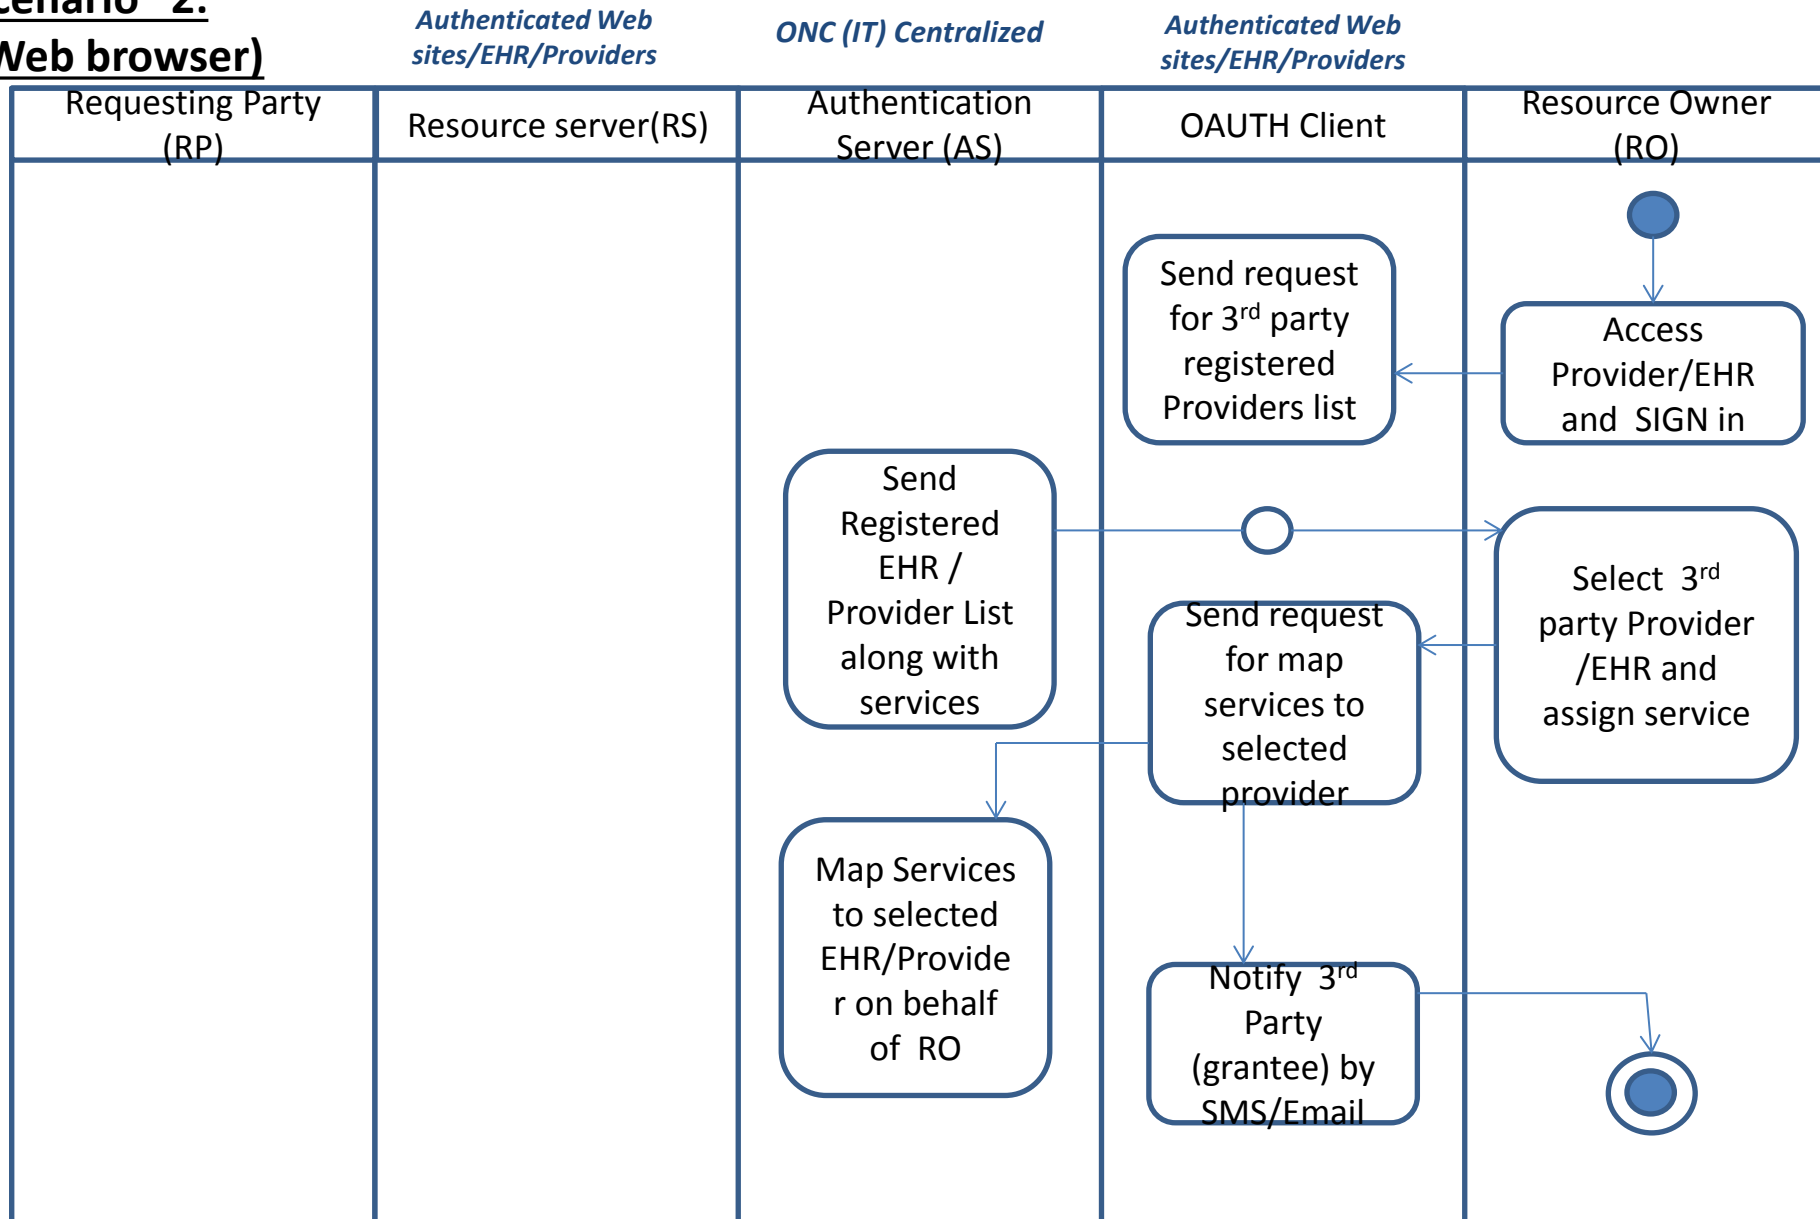 cenario 2:
Web browser)
Authenticated Web
sites/EHR/Providers
ONC (IT) Centralized
Authenticated Web
sites/EHR/Providers
Requesting Party
(RP)
Resource server(RS)
Authentication
Server (AS)
OAUTH Client
Resource Owner
(RO)
Send request
for 3rd party
registered
Providers list
Access
Provider/EHR
and SIGN in
Send
Registered
EHR /
Provider List
along with
services
Select 3rd
party Provider
/EHR and
assign service
Send request
for map
services to
selected
provider
Map Services
to selected
EHR/Provide
r on behalf
of RO
Notify 3rd
Party
(grantee) by
SMS/Email